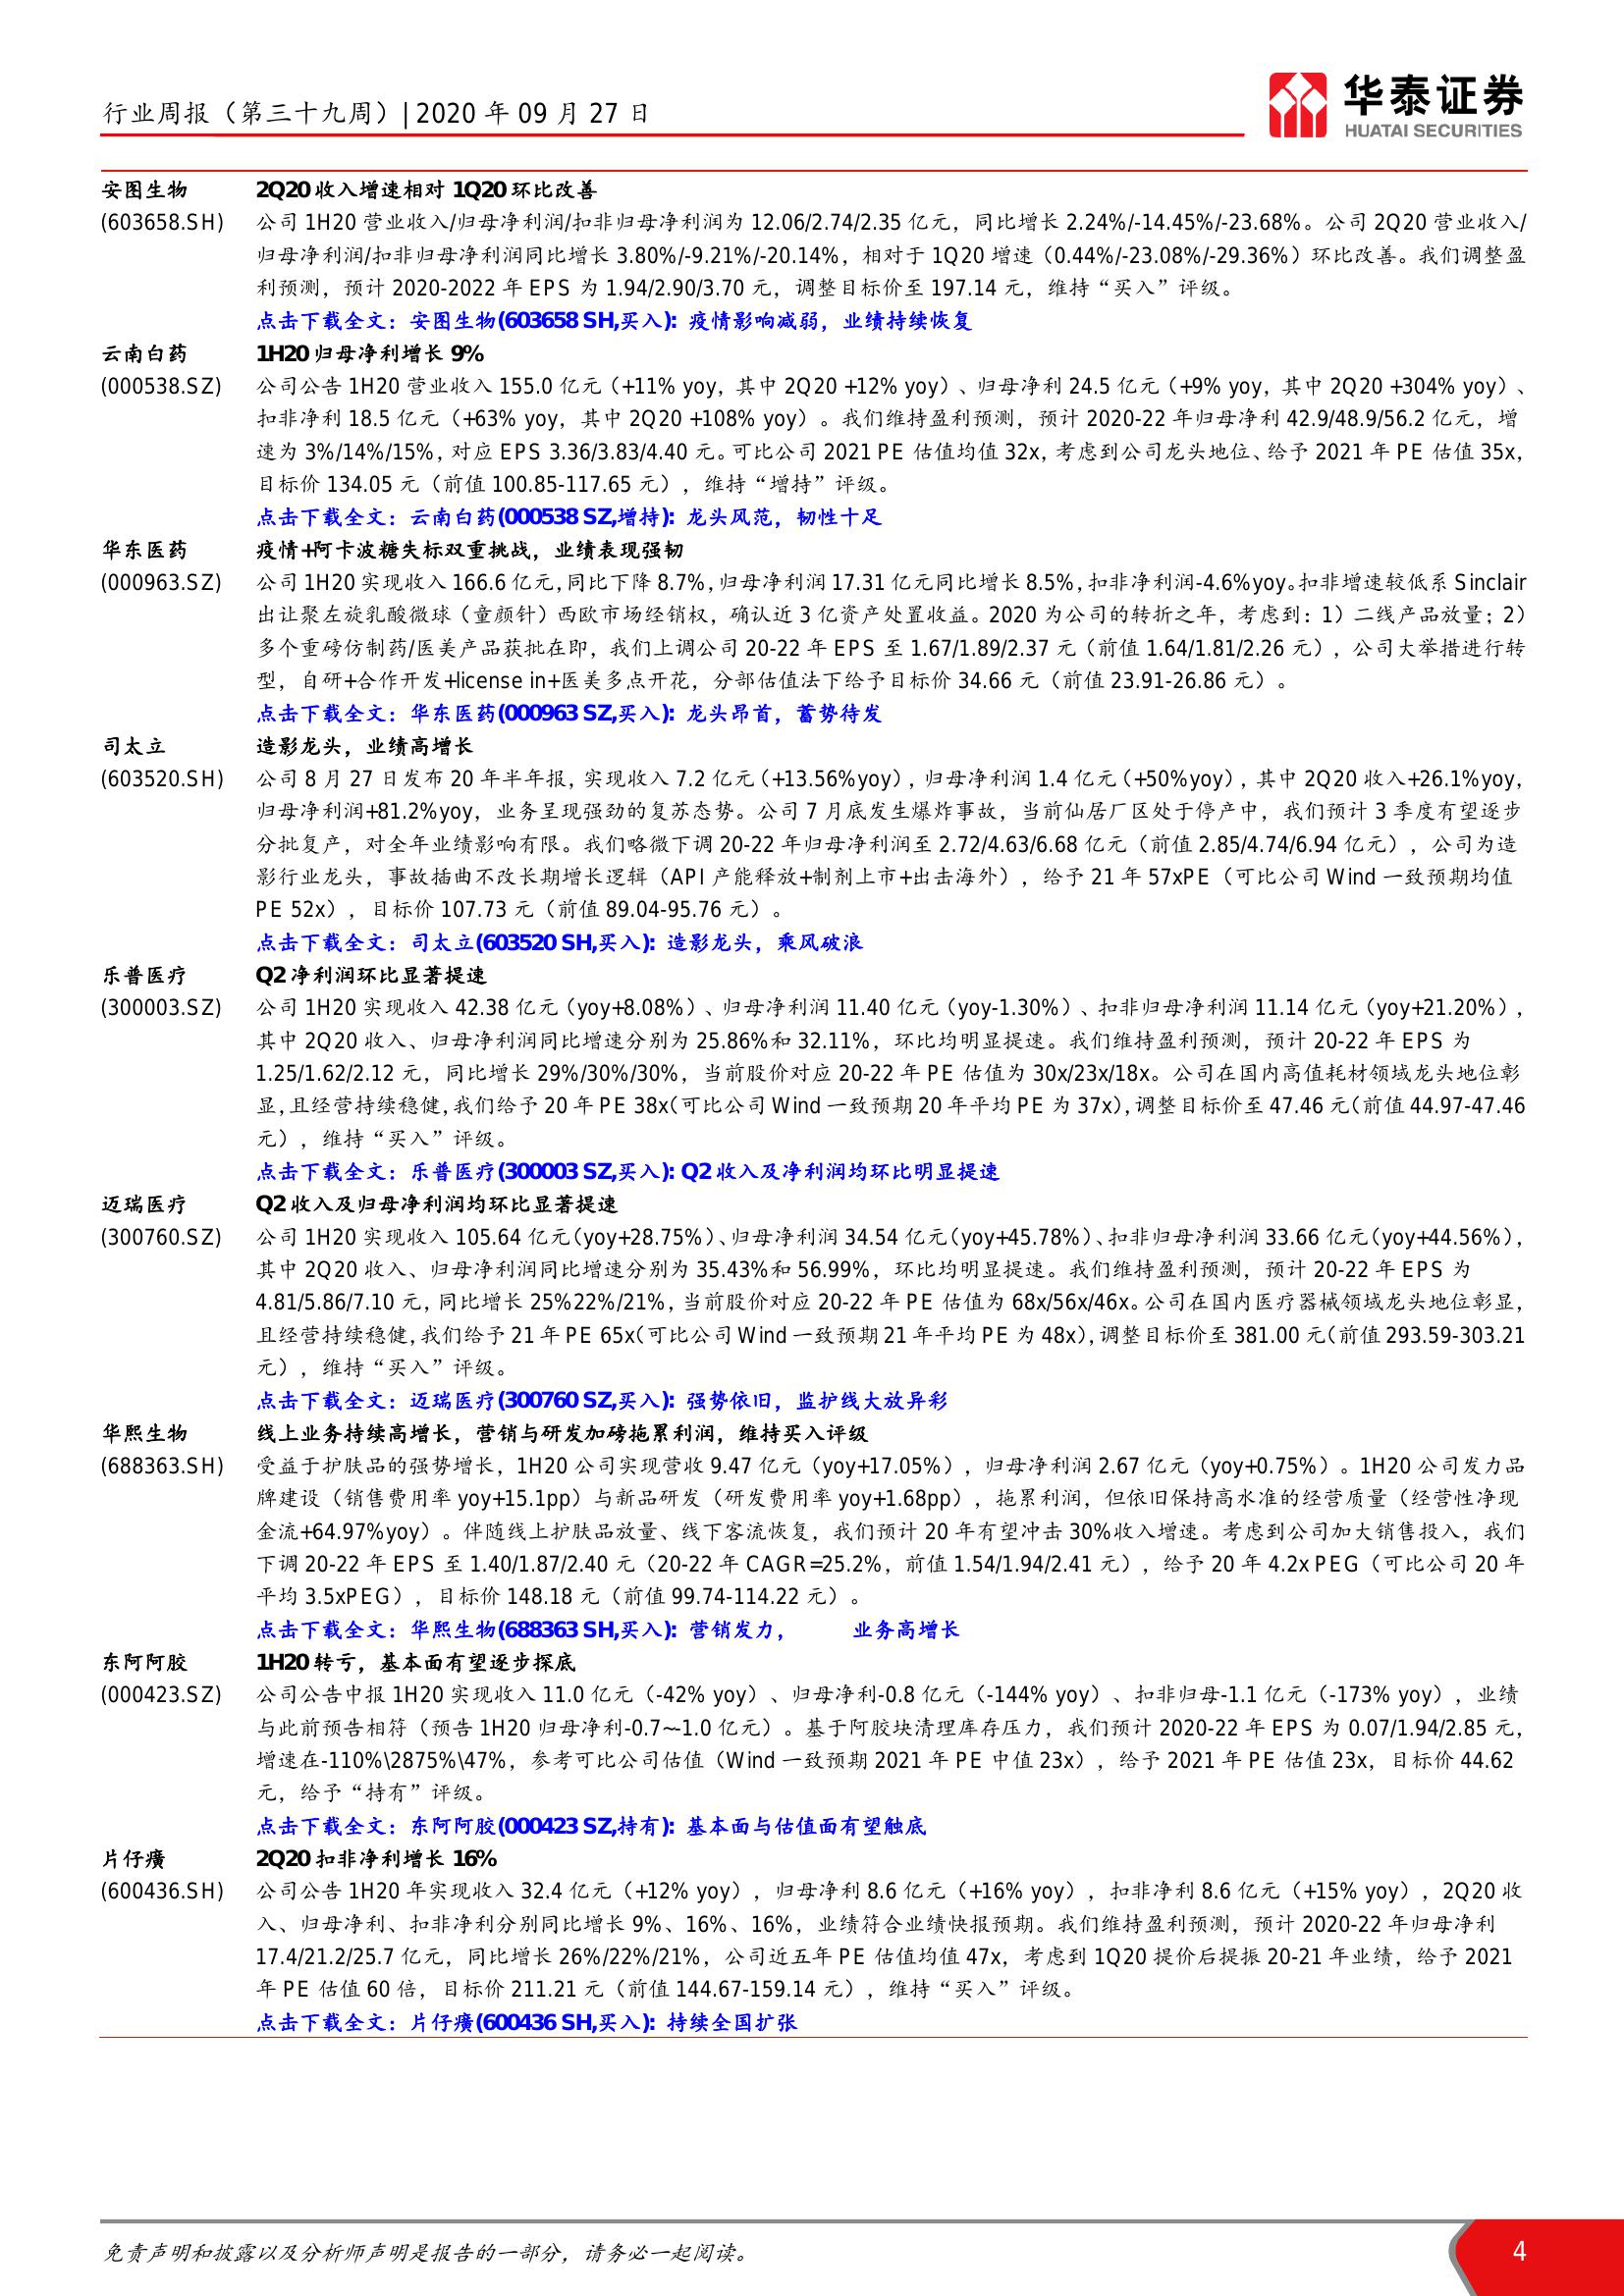 行业周报（第三十九周）| 2020 年 09 月 27 日
华泰证券
HUATAI SECURITIES
安图生物 2Q20 收入增速相对 1Q20 环比改善
(603658.SH) 公司 1H20 营业收入/归母净利润/扣非归母净利润为 12.06/2.74/2.35 亿元，同比增长 2.24%/-14.45%/-23.68%。公司 2Q20 营业收入/
归母净利润/扣非归母净利润同比增长 3.80%/-9.21%/-20.14%，相对于 1Q20 增速（0.44%/-23.08%/-29.36%）环比改善。我们调整盈
利预测，预计 2020-2022 年 EPS 为 1.94/2.90/3.70 元，调整目标价至 197.14 元，维持“买入”评级。
点击下载全文：安图生物(603658 SH,买入): 疫情影响减弱，业绩持续恢复
云南白药 1H20 归母净利增长 9%
(000538.SZ) 公司公告 1H20 营业收入 155.0 亿元（+11% yoy，其中 2Q20 +12% yoy）、归母净利 24.5 亿元（+9% yoy，其中 2Q20 +304% yoy）、
扣非净利 18.5 亿元（+63% yoy，其中 2Q20 +108% yoy）。我们维持盈利预测，预计 2020-22 年归母净利 42.9/48.9/56.2 亿元，增
速为 3%/14%/15%，对应 EPS 3.36/3.83/4.40 元。可比公司 2021 PE 估值均值 32x，考虑到公司龙头地位、给予 2021 年 PE 估值 35x，
目标价 134.05 元（前值 100.85-117.65 元），维持“增持”评级。
点击下载全文：云南白药(000538 SZ,增持): 龙头风范，韧性十足
华东医药 疫情+阿卡波糖失标双重挑战，业绩表现强韧
(000963.SZ) 公司 1H20 实现收入 166.6 亿元，同比下降 8.7%，归母净利润 17.31 亿元同比增长 8.5%，扣非净利润-4.6%yoy。扣非增速较低系 Sinclair
出让聚左旋乳酸微球（童颜针）西欧市场经销权，确认近 3 亿资产处置收益。2020 为公司的转折之年，考虑到：1）二线产品放量；2）
多个重磅仿制药/医美产品获批在即，我们上调公司 20-22 年 EPS 至 1.67/1.89/2.37 元（前值 1.64/1.81/2.26 元），公司大举措进行转
型，自研+合作开发+license in+医美多点开花，分部估值法下给予目标价 34.66 元（前值 23.91-26.86 元）。
点击下载全文：华东医药(000963 SZ,买入): 龙头昂首，蓄势待发
司太立 造影龙头，业绩高增长
(603520.SH) 公司 8 月 27 日发布 20 年半年报，实现收入 7.2 亿元（+13.56%yoy），归母净利润 1.4 亿元（+50%yoy），其中 2Q20 收入+26.1%yoy，
归母净利润+81.2%yoy，业务呈现强劲的复苏态势。公司 7 月底发生爆炸事故，当前仙居厂区处于停产中，我们预计 3 季度有望逐步
分批复产，对全年业绩影响有限。我们略微下调 20-22 年归母净利润至 2.72/4.63/6.68 亿元（前值 2.85/4.74/6.94 亿元），公司为造
影行业龙头，事故插曲不改长期增长逻辑（API 产能释放+制剂上市+出击海外），给予 21 年 57xPE（可比公司 Wind 一致预期均值
PE 52x），目标价 107.73 元（前值 89.04-95.76 元）。
点击下载全文：司太立(603520 SH,买入): 造影龙头，乘风破浪
乐普医疗 Q2 净利润环比显著提速
(300003.SZ) 公司 1H20 实现收入 42.38 亿元（yoy+8.08%）、归母净利润 11.40 亿元（yoy-1.30%）、扣非归母净利润 11.14 亿元（yoy+21.20%），
其中 2Q20 收入、归母净利润同比增速分别为 25.86%和 32.11%，环比均明显提速。我们维持盈利预测，预计 20-22 年 EPS 为
1.25/1.62/2.12 元，同比增长 29%/30%/30%，当前股价对应 20-22 年 PE 估值为 30x/23x/18x。公司在国内高值耗材领域龙头地位彰
显，且经营持续稳健，我们给予 20 年 PE 38x（可比公司 Wind 一致预期 20 年平均 PE 为 37x），调整目标价至 47.46 元（前值 44.97-47.46
元），维持“买入”评级。
点击下载全文：乐普医疗(300003 SZ,买入): Q2 收入及净利润均环比明显提速
迈瑞医疗 Q2 收入及归母净利润均环比显著提速
(300760.SZ) 公司 1H20 实现收入 105.64 亿元（yoy+28.75%）、归母净利润 34.54 亿元（yoy+45.78%）、扣非归母净利润 33.66 亿元（yoy+44.56%），
其中 2Q20 收入、归母净利润同比增速分别为 35.43%和 56.99%，环比均明显提速。我们维持盈利预测，预计 20-22 年 EPS 为
4.81/5.86/7.10 元，同比增长 25%22%/21%，当前股价对应 20-22 年 PE 估值为 68x/56x/46x。公司在国内医疗器械领域龙头地位彰显，
且经营持续稳健，我们给予 21 年 PE 65x（可比公司 Wind 一致预期 21 年平均 PE 为 48x），调整目标价至 381.00 元（前值 293.59-303.21
元），维持“买入”评级。
点击下载全文：迈瑞医疗(300760 SZ,买入): 强势依旧，监护线大放异彩
华熙生物 线上业务持续高增长，营销与研发加磅拖累利润，维持买入评级
(688363.SH) 受益于护肤品的强势增长，1H20 公司实现营收 9.47 亿元（yoy+17.05%），归母净利润 2.67 亿元（yoy+0.75%）。1H20 公司发力品
牌建设（销售费用率 yoy+15.1pp）与新品研发（研发费用率 yoy+1.68pp），拖累利润，但依旧保持高水准的经营质量（经营性净现
金流+64.97%yoy）。伴随线上护肤品放量、线下客流恢复，我们预计 20 年有望冲击 30%收入增速。考虑到公司加大销售投入，我们
下调 20-22 年 EPS 至 1.40/1.87/2.40 元（20-22 年 CAGR=25.2%，前值 1.54/1.94/2.41 元），给予 20 年 4.2x PEG（可比公司 20 年
平均 3.5xPEG），目标价 148.18 元（前值 99.74-114.22 元）。
点击下载全文：华熙生物(688363 SH,买入): 营销发力， 业务高增长
东阿阿胶 1H20 转亏，基本面有望逐步探底
(000423.SZ) 公司公告中报 1H20 实现收入 11.0 亿元（-42% yoy）、归母净利-0.8 亿元（-144% yoy）、扣非归母-1.1 亿元（-173% yoy），业绩
与此前预告相符（预告 1H20 归母净利-0.7~-1.0 亿元）。基于阿胶块清理库存压力，我们预计 2020-22 年 EPS 为 0.07/1.94/2.85 元，
增速在-110%\2875%\47%，参考可比公司估值（Wind 一致预期 2021 年 PE 中值 23x），给予 2021 年 PE 估值 23x，目标价 44.62
元，给予“持有”评级。
点击下载全文：东阿阿胶(000423 SZ,持有): 基本面与估值面有望触底
片仔癀 2Q20 扣非净利增长 16%
(600436.SH) 公司公告 1H20 年实现收入 32.4 亿元（+12% yoy），归母净利 8.6 亿元（+16% yoy），扣非净利 8.6 亿元（+15% yoy），2Q20 收
入、归母净利、扣非净利分别同比增长 9%、16%、16%，业绩符合业绩快报预期。我们维持盈利预测，预计 2020-22 年归母净利
17.4/21.2/25.7 亿元，同比增长 26%/22%/21%，公司近五年 PE 估值均值 47x，考虑到 1Q20 提价后提振 20-21 年业绩，给予 2021
年 PE 估值 60 倍，目标价 211.21 元（前值 144.67-159.14 元），维持“买入”评级。
点击下载全文：片仔癀(600436 SH,买入): 持续全国扩张
免责声明和披露以及分析师声明是报告的一部分，请务必一起阅读。
4